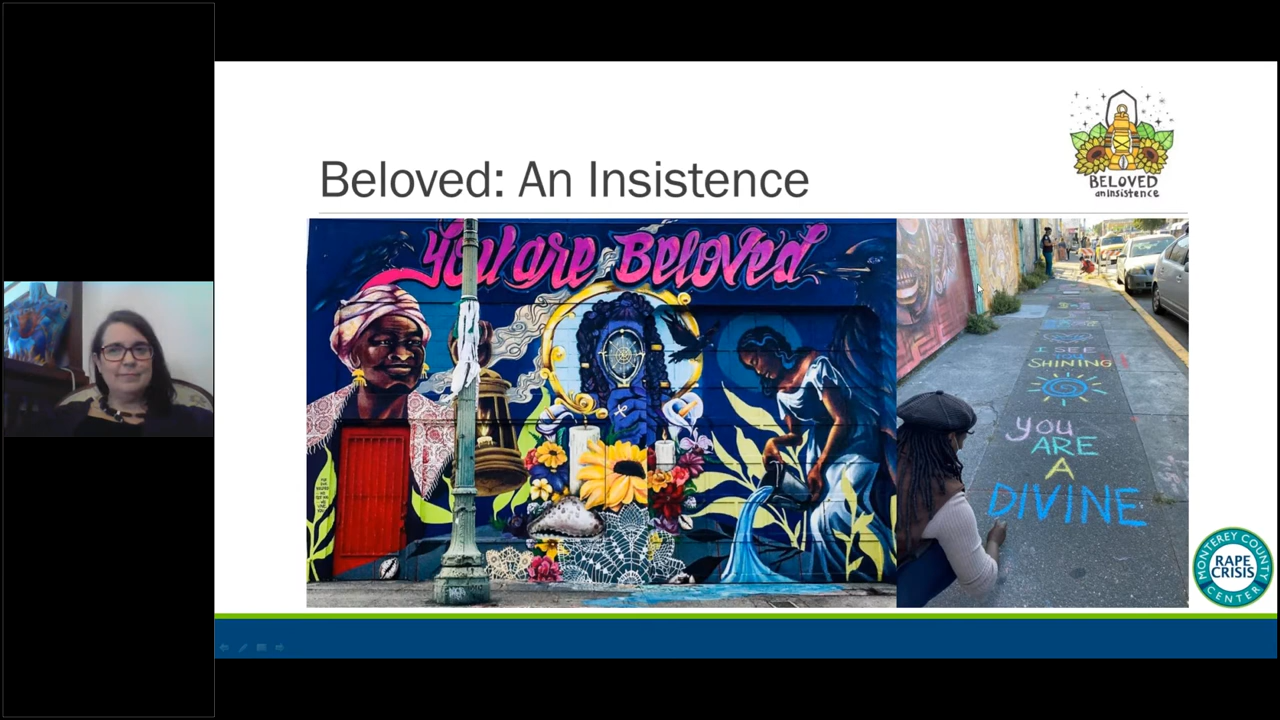 Beloved: An Insistence
BELOVED
an Insistence
You are Beloved
I SEE
YOU
SHINING
YOU
ARE
A
DIVINE
MONTEREY COUNTY
RAPE
CRISIS
CENTER